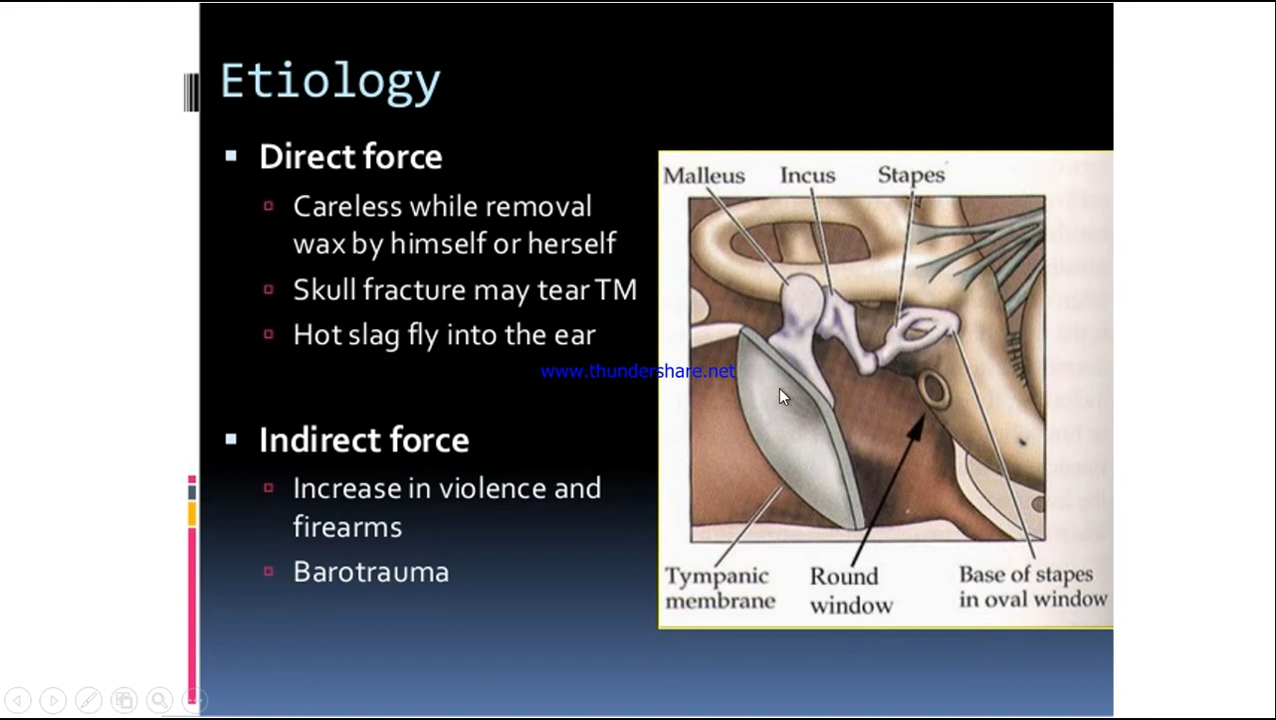 Etiology
Direct force
Careless while removal
wax by himself or herself
Skull fracture may tear TM
Hot slag fly into the ear
www.thundershare.net
Indirect force
Increase in violence and
firearms
Barotrauma
Malleus Incus Stapes
Tympanic
membrane
Round
window
Base of stapes
in oval window